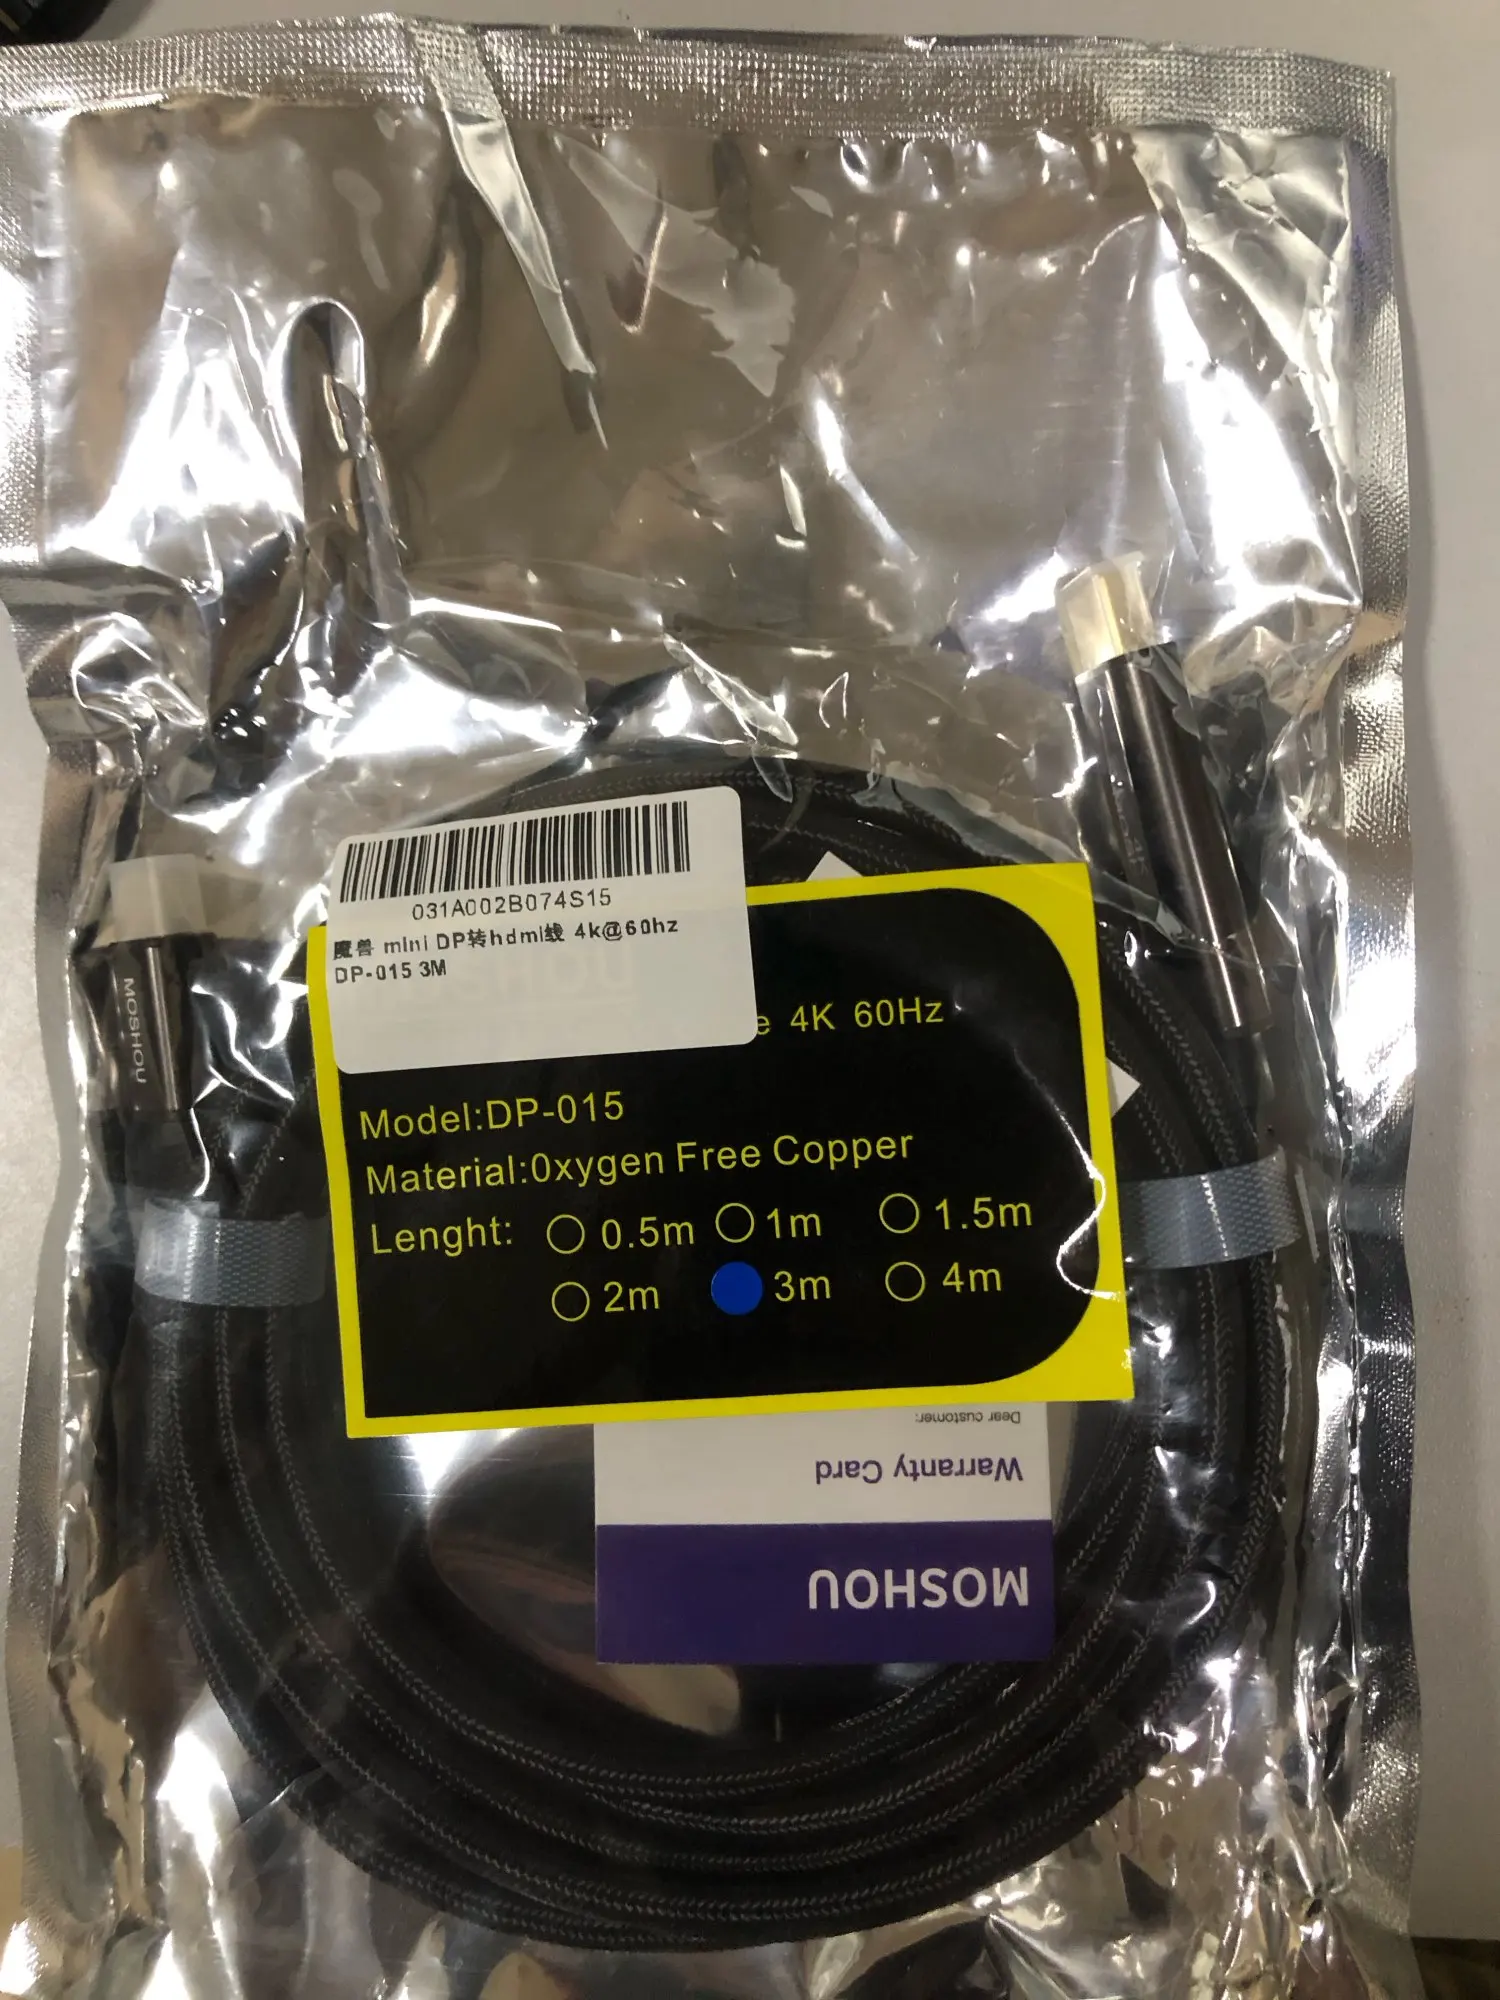 031A002B074S15
魔兽 mini DP转hdmi线 4k@60hz
DP-015 3M
4K 60Hz
Model:DP-015
Material:Oxygen Free Copper
Lenght: 0.5m 1m 1.5m
2m 3m 4m
MOSHOU
Dear customer:
Warranty Card
MOSHOU